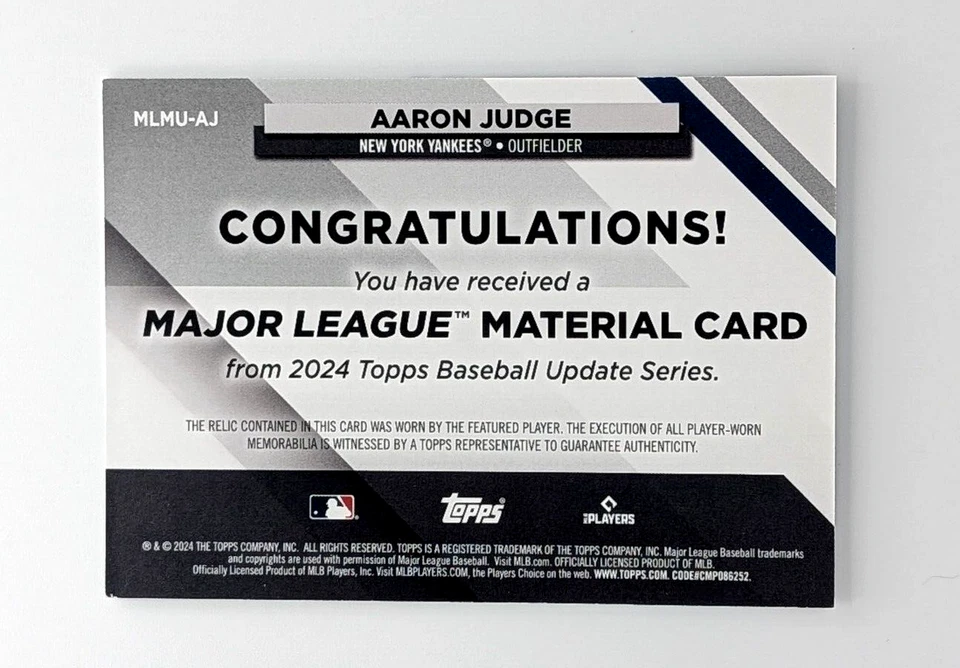 MLMU-AJ
AARON JUDGE
NEW YORK YANKEES® • OUTFIELDER
CONGRATULATIONS!
You have received a
MAJOR LEAGUE™ MATERIAL CARD
from 2024 Topps Baseball Update Series.
THE RELIC CONTAINED IN THIS CARD WAS WORN BY THE FEATURED PLAYER. THE EXECUTION OF ALL PLAYER-WORN
MEMORABILIA IS WITNESSED BY A TOPPS REPRESENTATIVE TO GUARANTEE AUTHENTICITY.
Topps®
PLAYERS
® & © 2024 THE TOPPS COMPANY, INC. ALL RIGHTS RESERVED. TOPPS IS A REGISTERED TRADEMARK OF THE TOPPS COMPANY, INC. Major League Baseball trademarks
and copyrights are used with permission of Major League Baseball. Visit MLB.com. OFFICIALLY LICENSED PRODUCT OF MLB.
Officially Licensed Product of MLB Players, Inc. Visit MLBPLAYERS.COM, the Players Choice on the web. WWW.TOPPS.COM. CODE#CMP086252.